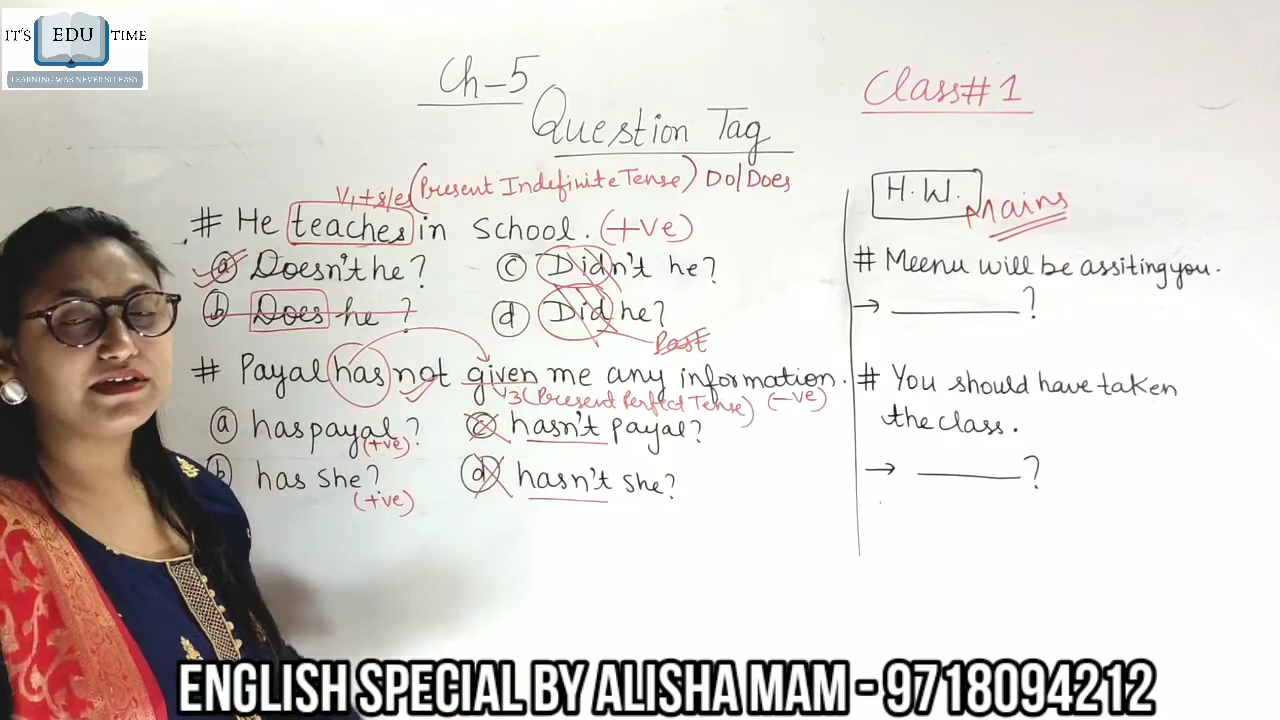 IT'S EDU TIME
LEARNING WAS NEVER SO EASY
Ch-5
Question Tag
Class#1
V1+s/es (Present Indefinite Tense) Do/Does
# He teaches in school. (+ve)
a Doesn't he?
c Didn't he?
b Does he ?
d Did he?
Past
# Payal has not given me any information.
V3 (Present Perfect Tense) (-ve)
a has payal ?
(+ve)
c hasn't payal?
b has she?
(+ve)
d hasn't she?
H.W.
Mains
# Meenu will be assiting you.
→ ________ ?
# You should have taken
the class.
→ ________ ?
ENGLISH SPECIAL BY ALISHA MAM - 9718094212